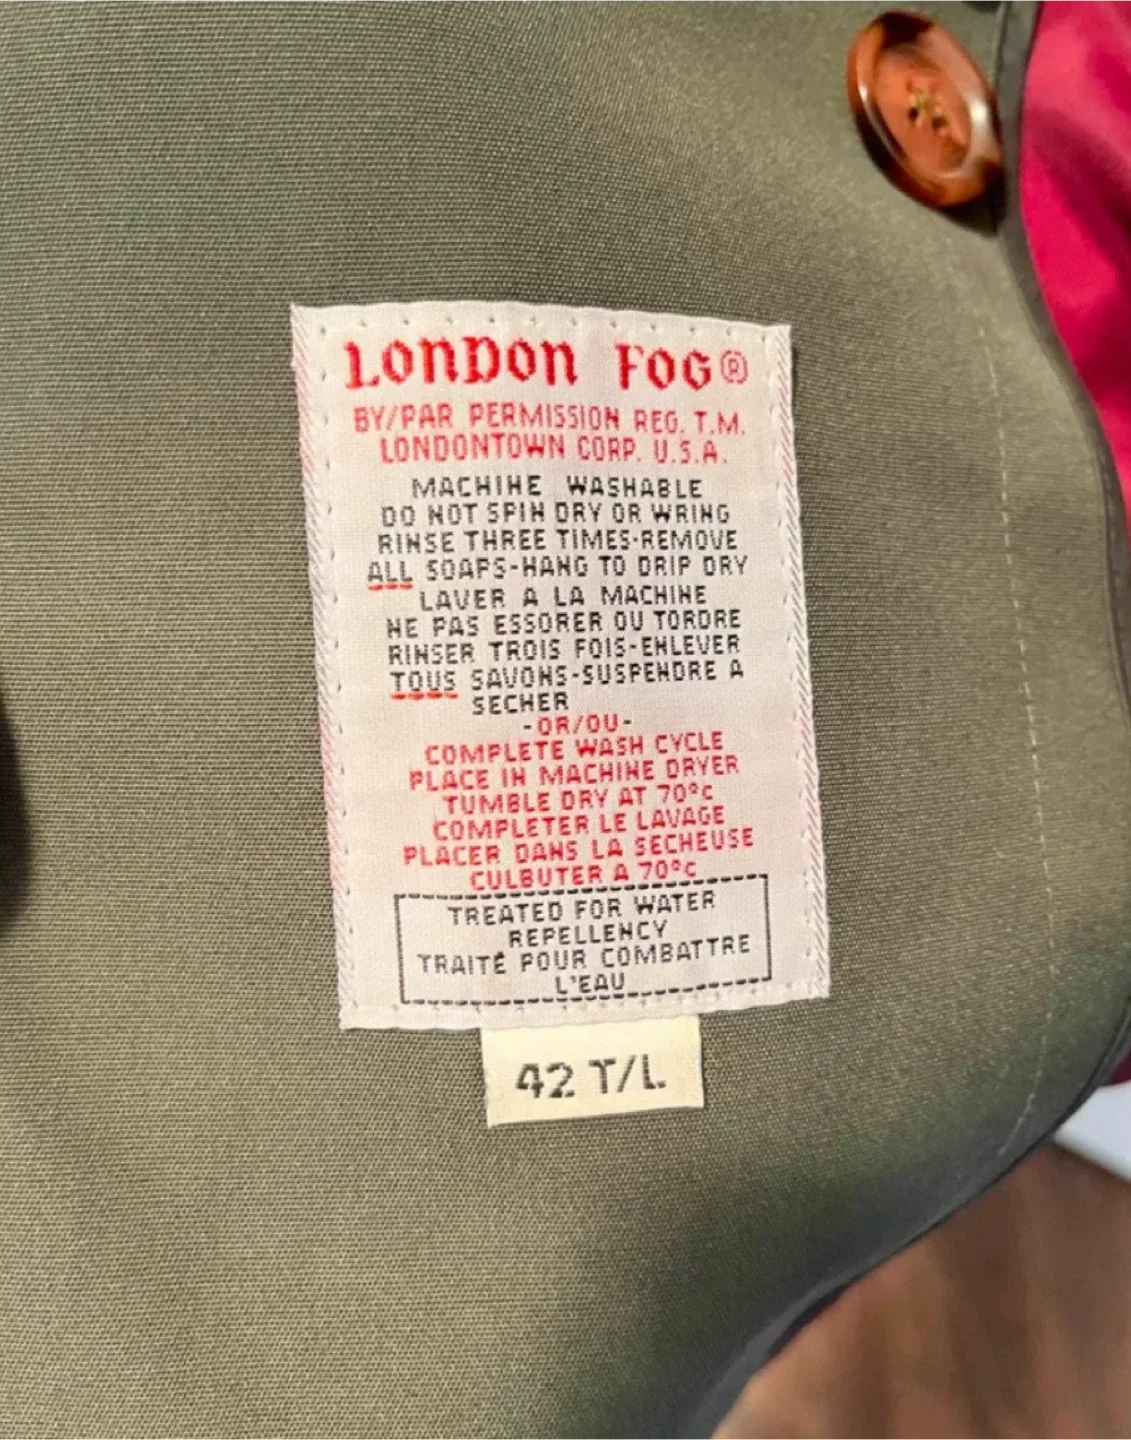 LONDON FOG®
BY/PAR PERMISSION REG. T.M.
LONDONTOWN CORP. U.S.A.
MACHINE WASHABLE
DO NOT SPIN DRY OR WRING
RINSE THREE TIMES-REMOVE
ALL SOAPS-HANG TO DRIP DRY
LAVER A LA MACHINE
NE PAS ESSORER OU TORDRE
RINSER TROIS FOIS-ENLEVER
TOUS SAVONS-SUSPENDRE A
SECHER
-OR/OU-
COMPLETE WASH CYCLE
PLACE IN MACHINE DRYER
TUMBLE DRY AT 70°C
COMPLETER LE LAVAGE
PLACER DANS LA SECHEUSE
CULBUTER A 70°C
TREATED FOR WATER
REPELLENCY
TRAITÉ POUR COMBATTRE
L'EAU
42 T/L